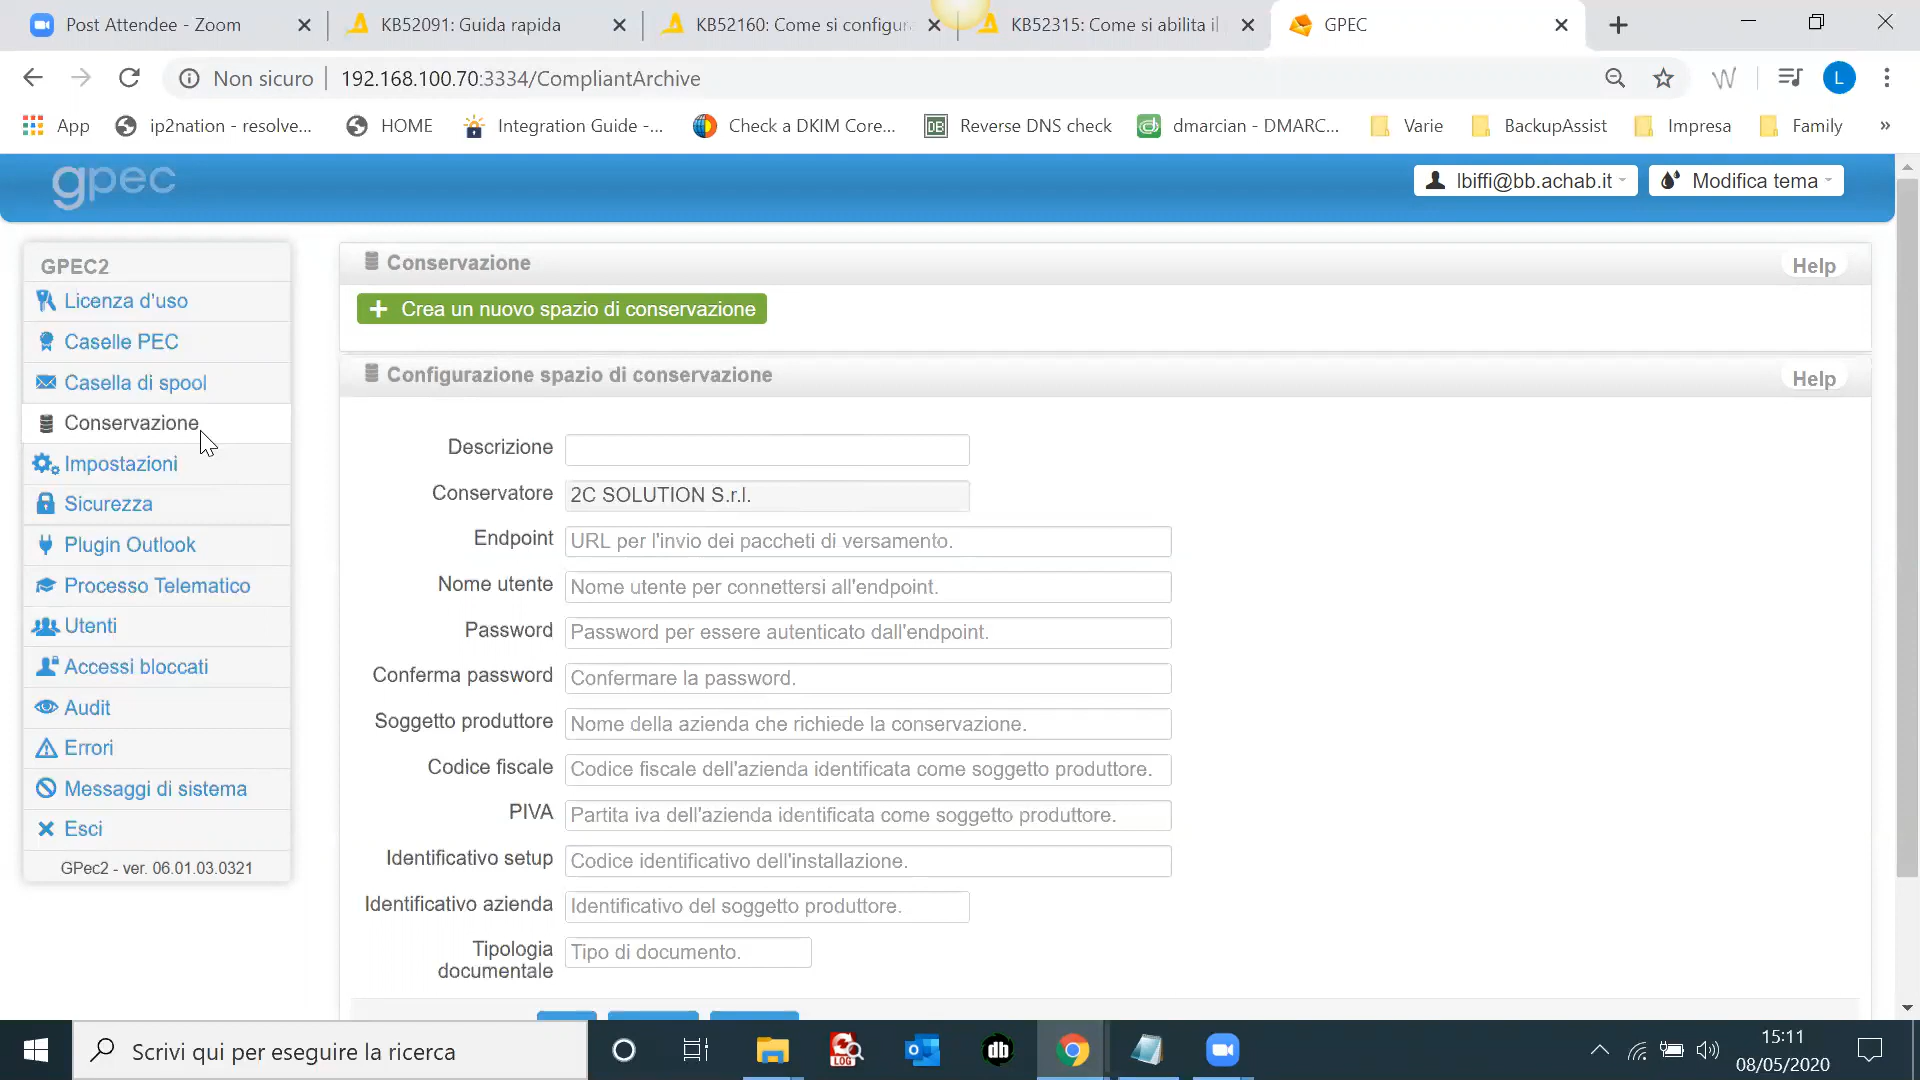 Post Attendee - Zoom
KB52091: Guida rapida
KB52160: Come si configura
KB52315: Come si abilita il
GPEC
Non sicuro
192.168.100.70:3334/CompliantArchive
L
App
ip2nation - resolve...
HOME
Integration Guide -...
Check a DKIM Core...
DB
Reverse DNS check
dmarcian - DMARC...
Varie
BackupAssist
Impresa
Family
»
gpec
lbiffi@bb.achab.it
Modifica tema
GPEC2
Licenza d'uso
Caselle PEC
Casella di spool
Conservazione
Impostazioni
Sicurezza
Plugin Outlook
Processo Telematico
Utenti
Accessi bloccati
Audit
Errori
Messaggi di sistema
Esci
GPec2 - ver. 06.01.03.0321
Conservazione
Help
Crea un nuovo spazio di conservazione
Configurazione spazio di conservazione
Help
Descrizione
Conservatore 2C SOLUTION S.r.l.
Endpoint URL per l'invio dei paccheti di versamento.
Nome utente Nome utente per connettersi all'endpoint.
Password Password per essere autenticato dall'endpoint.
Conferma password Confermare la password.
Soggetto produttore Nome della azienda che richiede la conservazione.
Codice fiscale Codice fiscale dell'azienda identificata come soggetto produttore.
PIVA Partita iva dell'azienda identificata come soggetto produttore.
Identificativo setup Codice identificativo dell'installazione.
Identificativo azienda Identificativo del soggetto produttore.
Tipologia documentale Tipo di documento.
Scrivi qui per eseguire la ricerca
LOG
db
15:11
08/05/2020